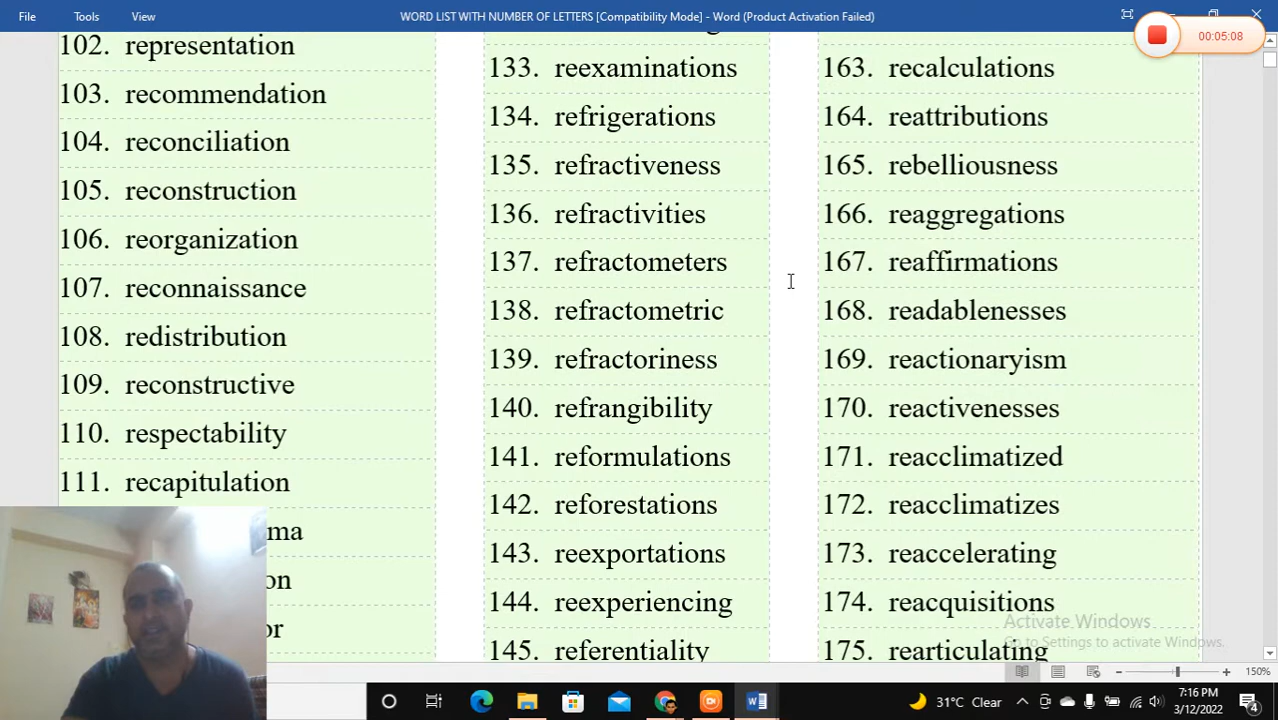 File
Tools
View
WORD LIST WITH NUMBER OF LETTERS [Compatibility Mode] - Word (Product Activation Failed)
00:05:08
102. representation
103. recommendation
104. reconciliation
105. reconstruction
106. reorganization
107. reconnaissance
108. redistribution
109. reconstructive
110. respectability
111. recapitulation
ma
on
or
133. reexaminations
134. refrigerations
135. refractiveness
136. refractivities
137. refractometers
138. refractometric
139. refractoriness
140. refrangibility
141. reformulations
142. reforestations
143. reexportations
144. reexperiencing
145. referentiality
163. recalculations
164. reattributions
165. rebelliousness
166. reaggregations
167. reaffirmations
168. readablenesses
169. reactionaryism
170. reactivenesses
171. reacclimatized
172. reacclimatizes
173. reaccelerating
174. reacquisitions
175. rearticulating
Activate Windows
Go to Settings to activate Windows.
150%
31°C Clear
7:16 PM
3/12/2022
4